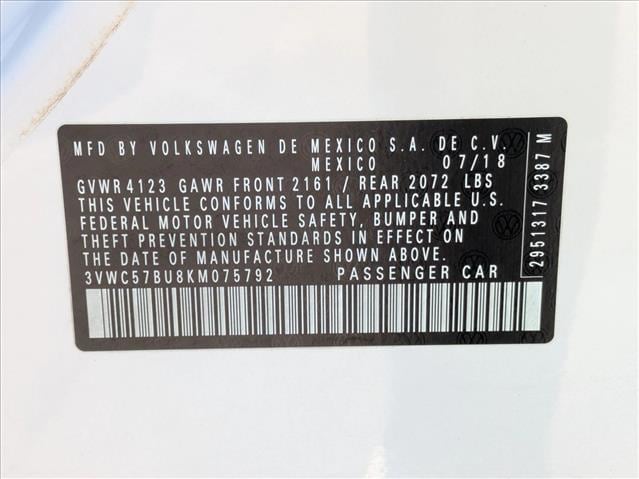 MFD BY VOLKSWAGEN DE MEXICO S.A. DE C.V.
MEXICO 07/18
GVWR 4123 GAWR FRONT 2161 / REAR 2072 LBS
THIS VEHICLE CONFORMS TO ALL APPLICABLE U.S.
FEDERAL MOTOR VEHICLE SAFETY, BUMPER AND
THEFT PREVENTION STANDARDS IN EFFECT ON
THE DATE OF MANUFACTURE SHOWN ABOVE.
3VWC57BU8KM075792 PASSENGER CAR
2951317 3387 M